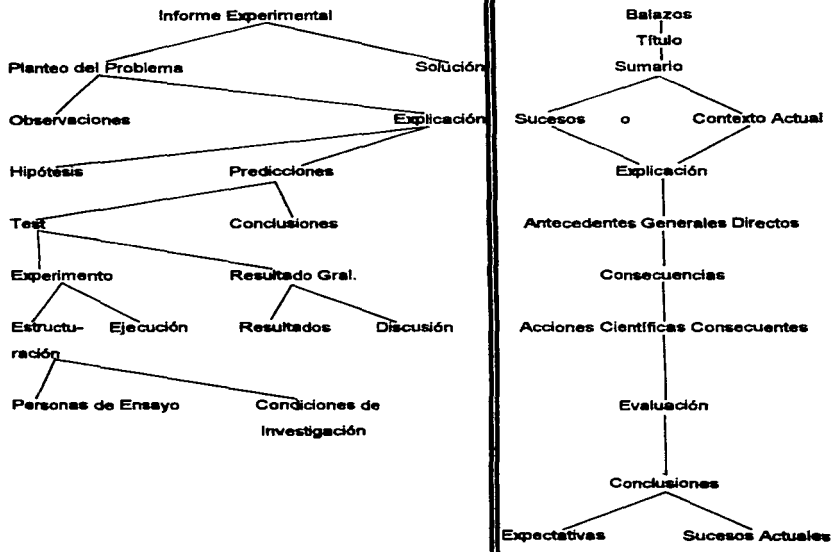 Informe Experimental
Planteo del Problema
Solución
Observaciones
Explicación
Hipótesis
Predicciones
Test
Conclusiones
Experimento
Resultado Gral.
Estructu-
ración
Ejecución
Resultados
Discusión
Personas de Ensayo
Condiciones de
Investigación
Balazos
Título
Sumario
Sucesos o Contexto Actual
Explicación
Antecedentes Generales Directos
Consecuencias
Acciones Científicas Consecuentes
Evaluación
Conclusiones
Expectativas
Sucesos Actuales